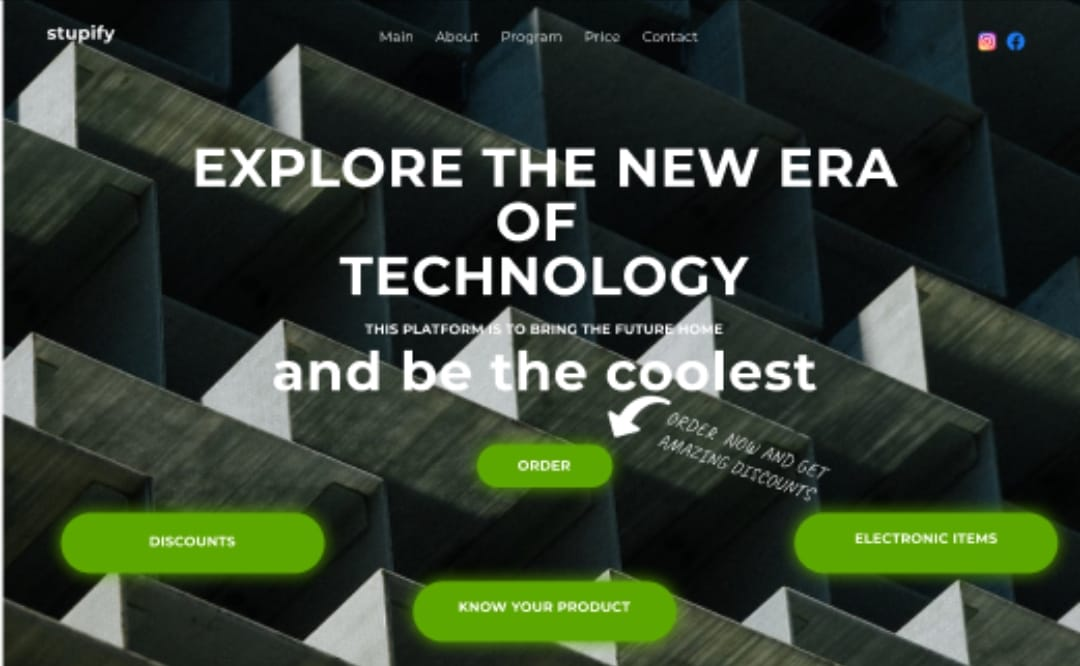 stupify
Main About Program Price Contact
EXPLORE THE NEW ERA
OF
TECHNOLOGY
THIS PLATFORM IS TO BRING THE FUTURE HOME
and be the coolest
ORDER NOW AND GET
AMAZING DISCOUNTS
ORDER
DISCOUNTS
ELECTRONIC ITEMS
KNOW YOUR PRODUCT